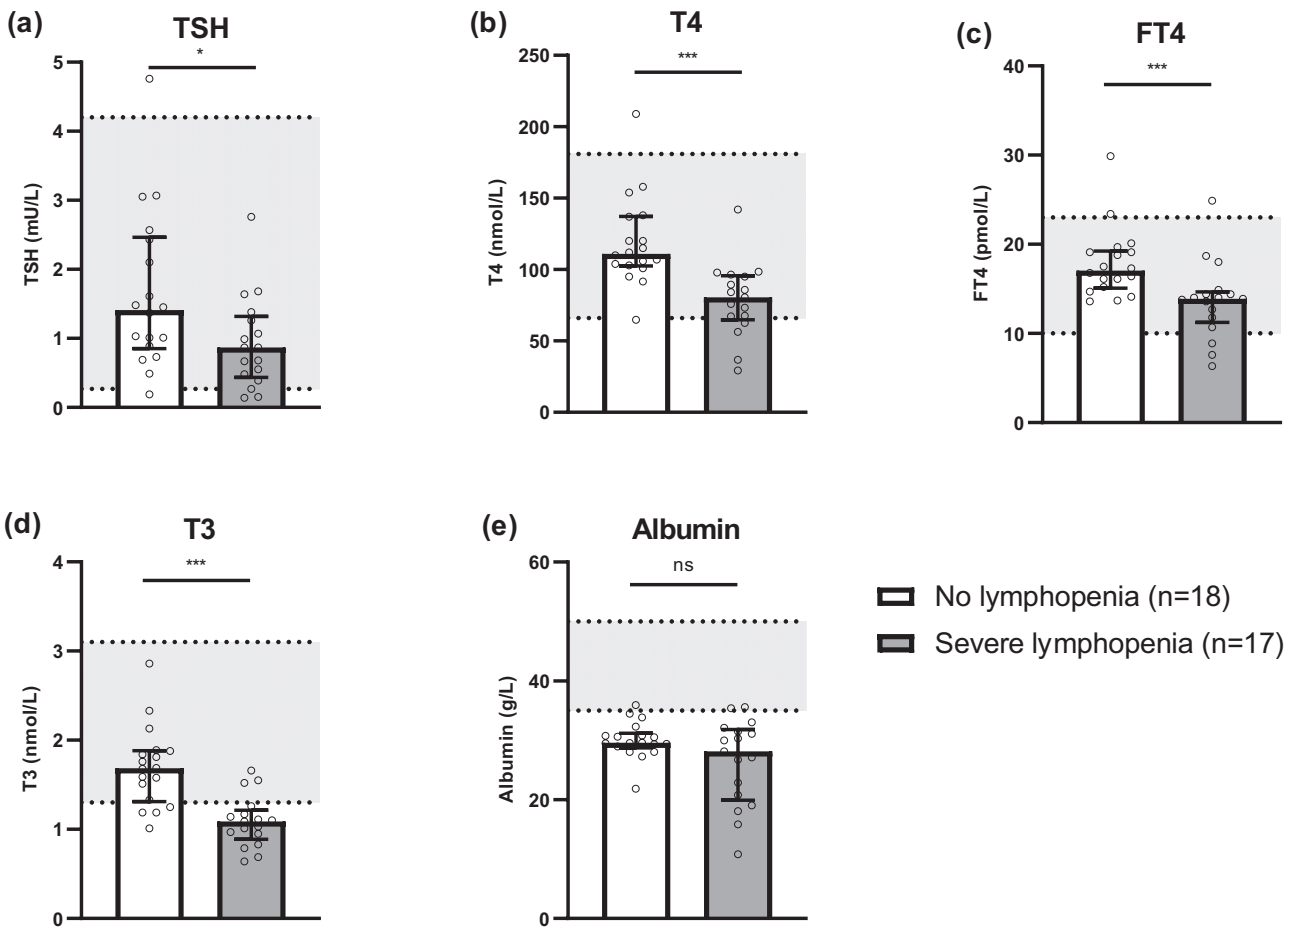 (a) TSH
*
5
4
3
2
1
0
TSH (mU/L)
(b) T4
***
250
200
150
100
50
0
T4 (nmol/L)
(c) FT4
***
40
30
20
10
0
FT4 (pmol/L)
(d) T3
***
4
3
2
1
0
T3 (nmol/L)
(e) Albumin
ns
60
40
20
0
Albumin (g/L)
No lymphopenia (n=18)
Severe lymphopenia (n=17)